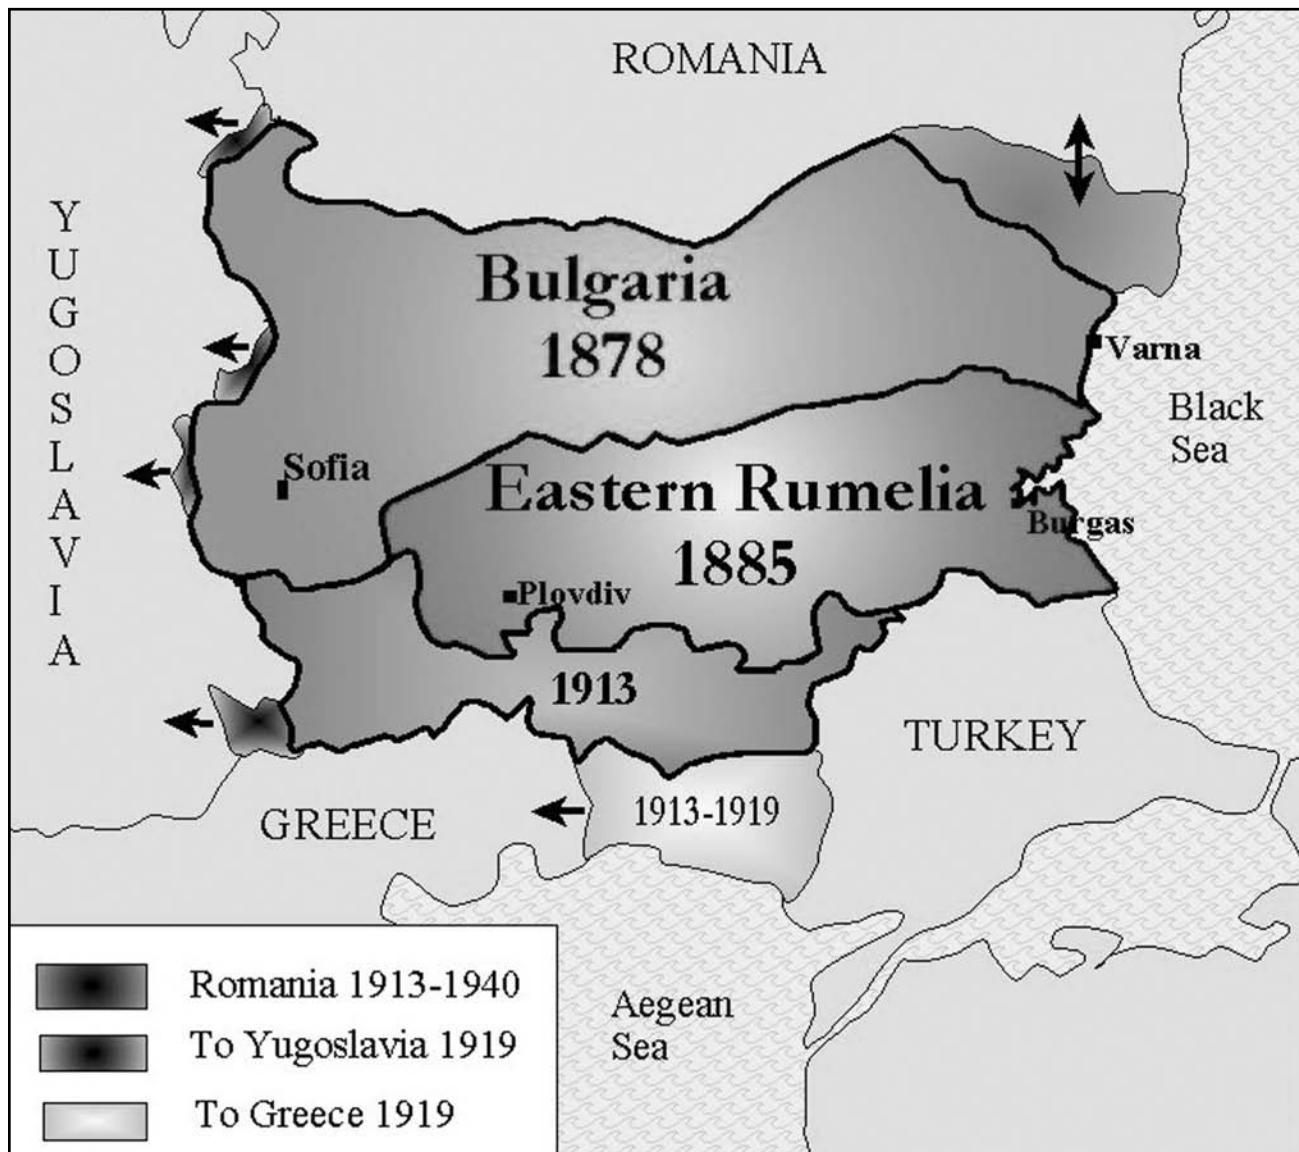 ROMANIA
YUGOSLAVIA
Bulgaria
1878
Varna
Black
Sea
Sofia
Eastern Rumelia
1885
Burgas
Plovdiv
1913
TURKEY
GREECE
1913-1919
Aegean
Sea
Romania 1913-1940
To Yugoslavia 1919
To Greece 1919